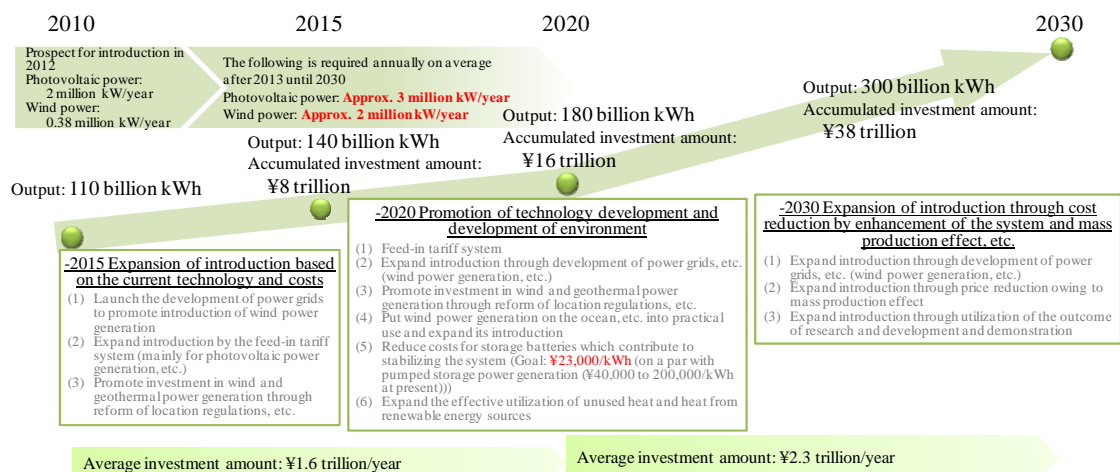 2010
2015
2020
2030
Prospect for introduction in
2012
Photovoltaic power:
2 million kW/year
Wind power:
0.38 million kW/year
The following is required annually on average
after 2013 until 2030
Photovoltaic power: Approx. 3 million kW/year
Wind power: Approx. 2 million kW/year
Output: 110 billion kWh
Output: 140 billion kWh
Accumulated investment amount:
¥8 trillion
Output: 180 billion kWh
Accumulated investment amount:
¥16 trillion
Output: 300 billion kWh
Accumulated investment amount:
¥38 trillion
-2015 Expansion of introduction based
on the current technology and costs
(1) Launch the development of power grids
to promote introduction of wind power
generation
(2) Expand introduction by the feed-in tariff
system (mainly for photovoltaic power
generation, etc.)
(3) Promote investment in wind and
geothermal power generation through
reform of location regulations, etc.
-2020 Promotion of technology development and
development of environment
(1) Feed-in tariff system
(2) Expand introduction through development of power grids, etc.
(wind power generation, etc.)
(3) Promote investment in wind and geothermal power
generation through reform of location regulations, etc.
(4) Put wind power generation on the ocean, etc. into practical
use and expand its introduction
(5) Reduce costs for storage batteries which contribute to
stabilizing the system (Goal: ¥23,000/kWh (on a par with
pumped storage power generation (¥40,000 to 200,000/kWh
at present)))
(6) Expand the effective utilization of unused heat and heat from
renewable energy sources
-2030 Expansion of introduction through cost
reduction by enhancement of the system and mass
production effect, etc.
(1) Expand introduction through development of power
grids, etc. (wind power generation, etc.)
(2) Expand introduction through price reduction owing to
mass production effect
(3) Expand introduction through utilization of the outcome
of research and development and demonstration
Average investment amount: ¥1.6 trillion/year
Average investment amount: ¥2.3 trillion/year